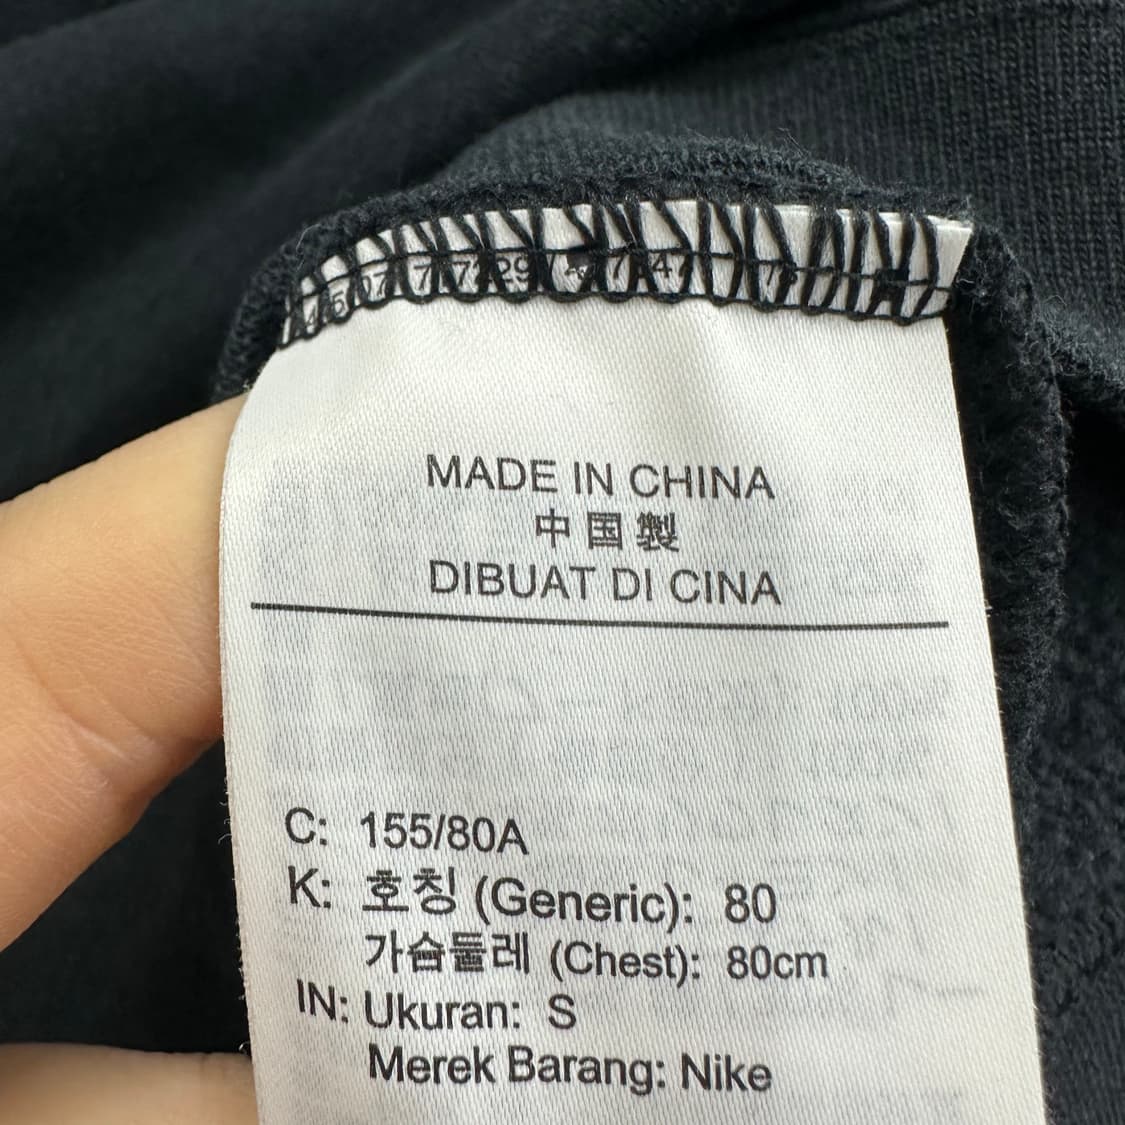 MADE IN CHINA
中国製
DIBUAT DI CINA
C: 155/80A
K: 호칭 (Generic): 80
가슴둘레 (Chest): 80cm
IN: Ukuran: S
Merek Barang: Nike